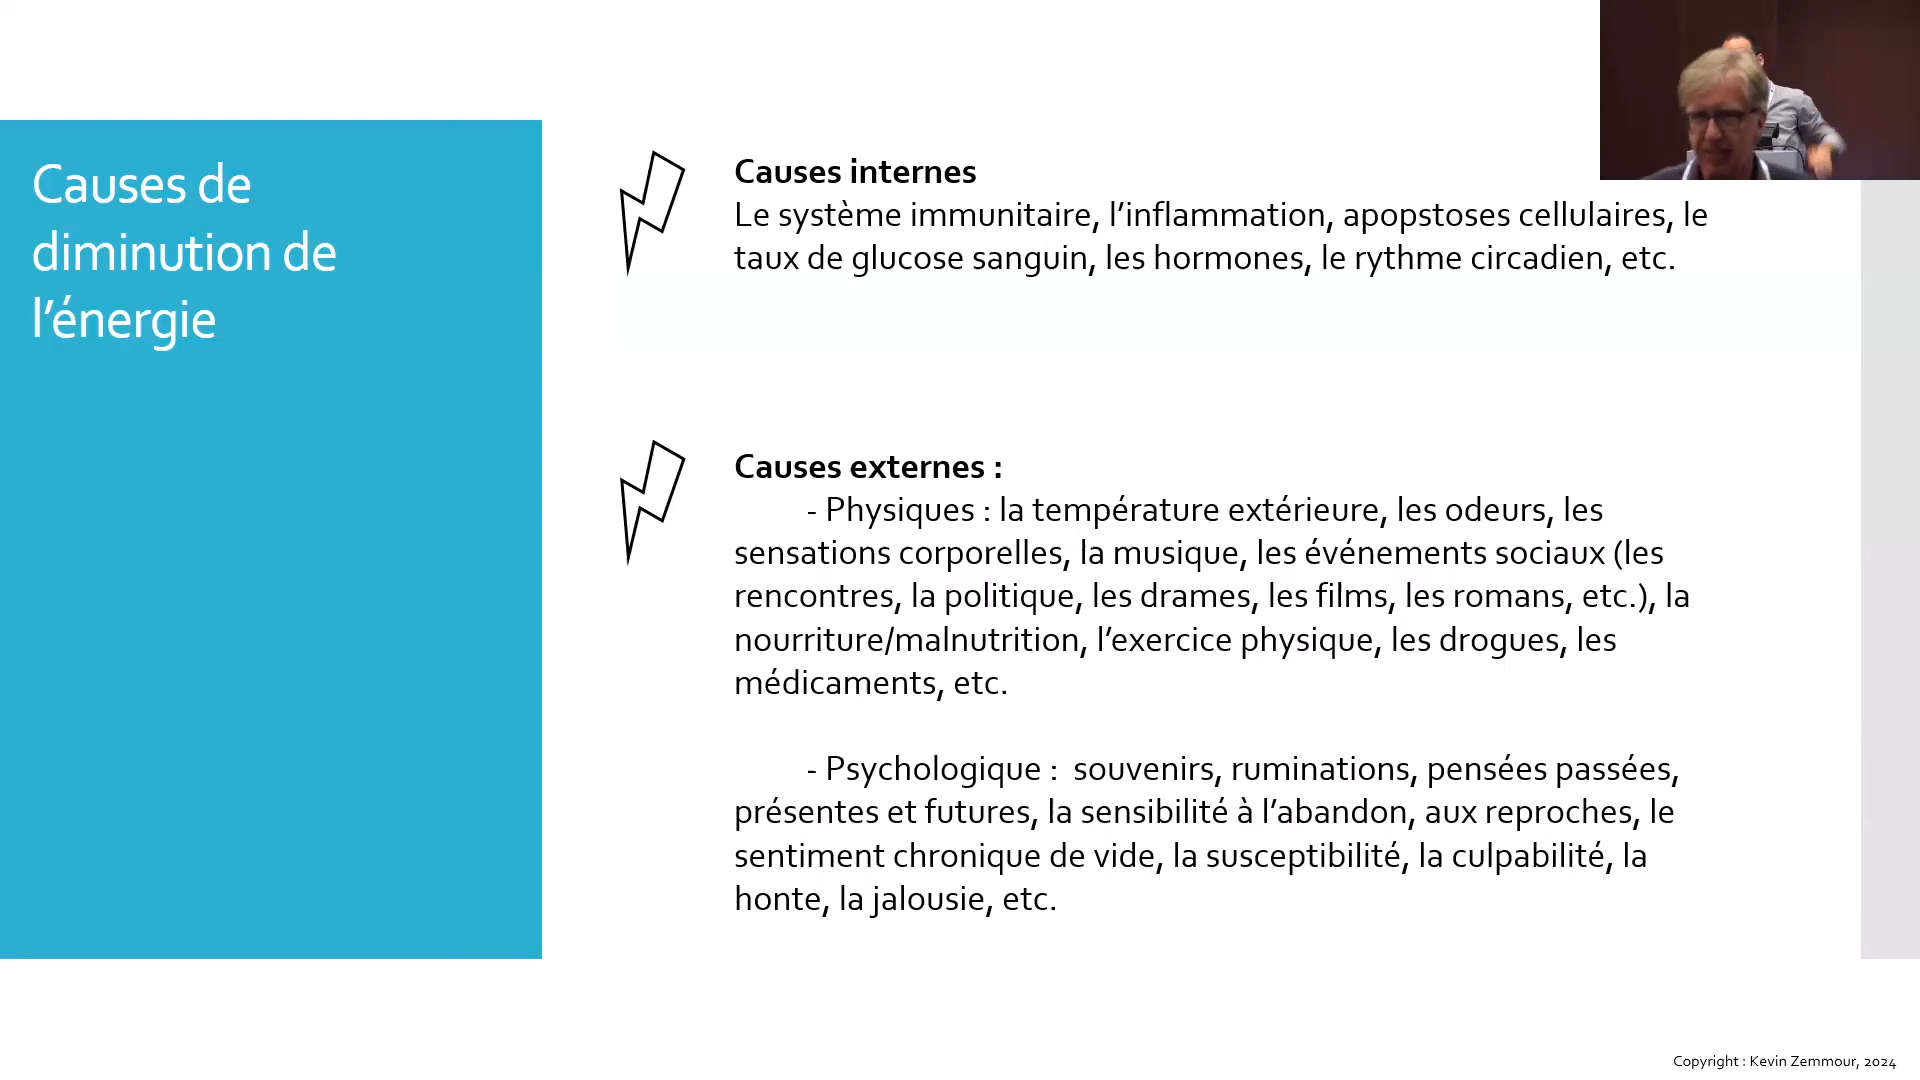 Causes de
diminution de
l’énergie
Causes internes
Le système immunitaire, l’inflammation, apopstoses cellulaires, le
taux de glucose sanguin, les hormones, le rythme circadien, etc.
Causes externes :
- Physiques : la température extérieure, les odeurs, les
sensations corporelles, la musique, les événements sociaux (les
rencontres, la politique, les drames, les films, les romans, etc.), la
nourriture/malnutrition, l’exercice physique, les drogues, les
médicaments, etc.
- Psychologique : souvenirs, ruminations, pensées passées,
présentes et futures, la sensibilité à l’abandon, aux reproches, le
sentiment chronique de vide, la susceptibilité, la culpabilité, la
honte, la jalousie, etc.
Copyright : Kevin Zemmour, 2024